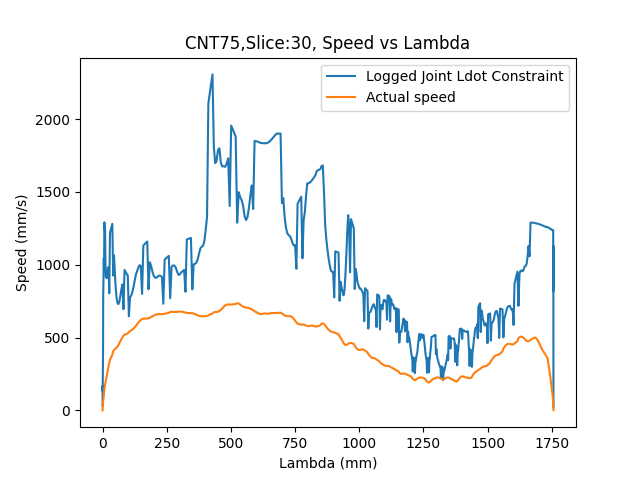 CNT75,Slice:30, Speed vs Lambda
Logged Joint Ldot Constraint
Actual speed
Speed (mm/s)
2000
1500
1000
500
0
0 250 500 750 1000 1250 1500 1750
Lambda (mm)